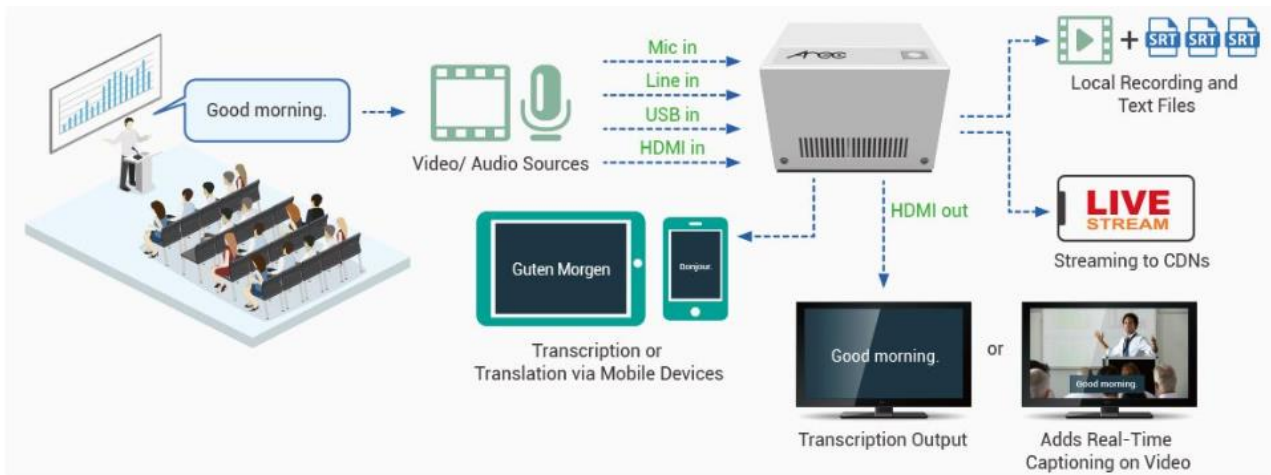 Good morning.
Video/ Audio Sources
Mic in
Line in
USB in
HDMI in
Arec
SRT SRT SRT
Local Recording and
Text Files
LIVE
STREAM
Streaming to CDNs
HDMI out
Guten Morgen
Bonjour.
Transcription or
Translation via Mobile Devices
Good morning.
Transcription Output
or
Good morning.
Adds Real-Time
Captioning on Video